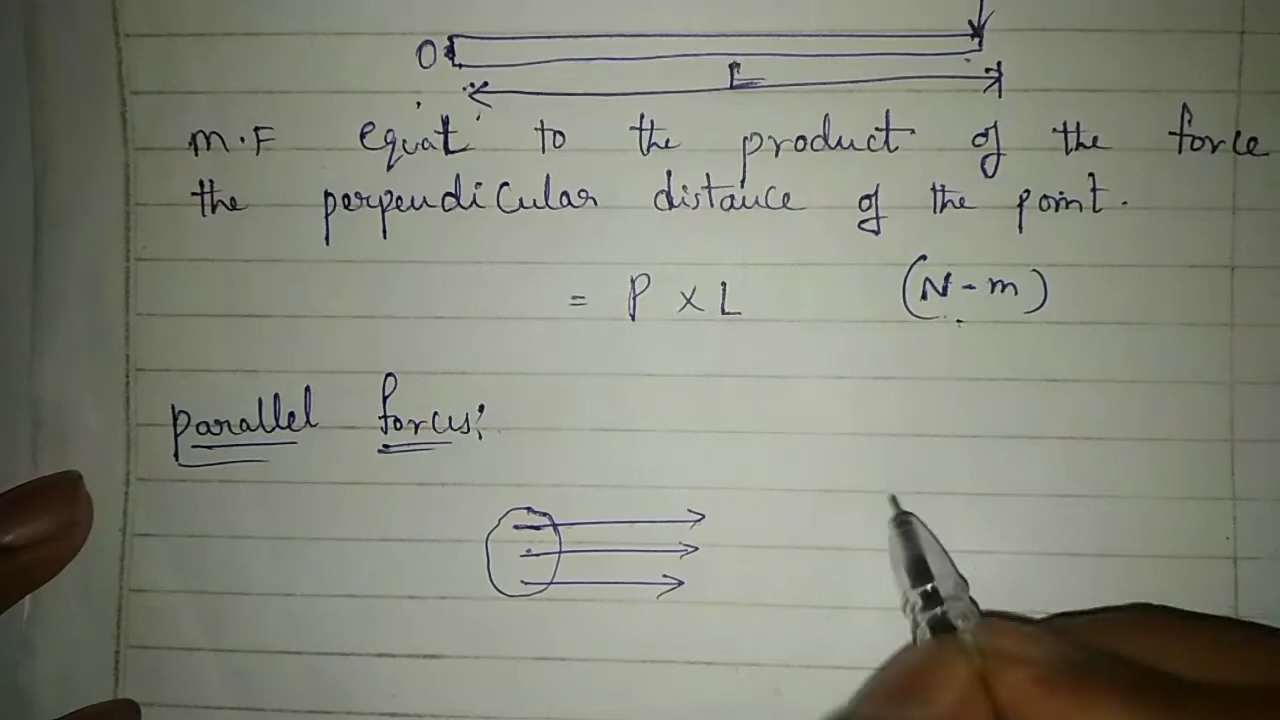 O
L
M.F equal to the product of the force
the perpendicular distance of the point.
= P × L (N-m)
parallel forces: